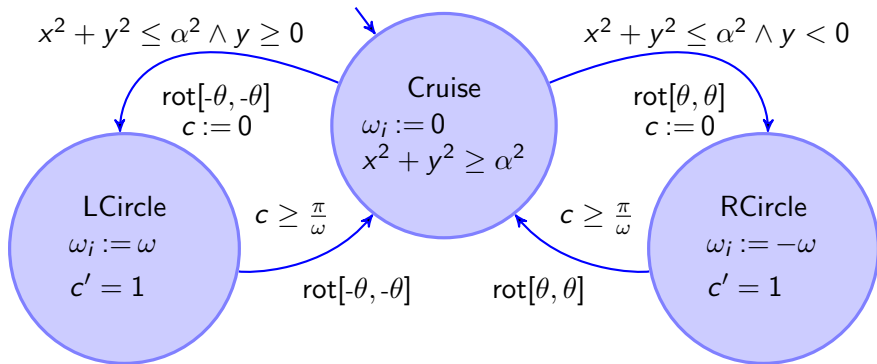 x² + y² ≤ α² ∧ y ≥ 0
x² + y² ≤ α² ∧ y < 0
rot[-θ, -θ]
c := 0
Cruise
ωᵢ := 0
x² + y² ≥ α²
rot[θ, θ]
c := 0
LCircle
ωᵢ := ω
c′ = 1
c ≥ π/ω
rot[-θ, -θ]
c ≥ π/ω
rot[θ, θ]
RCircle
ωᵢ := −ω
c′ = 1